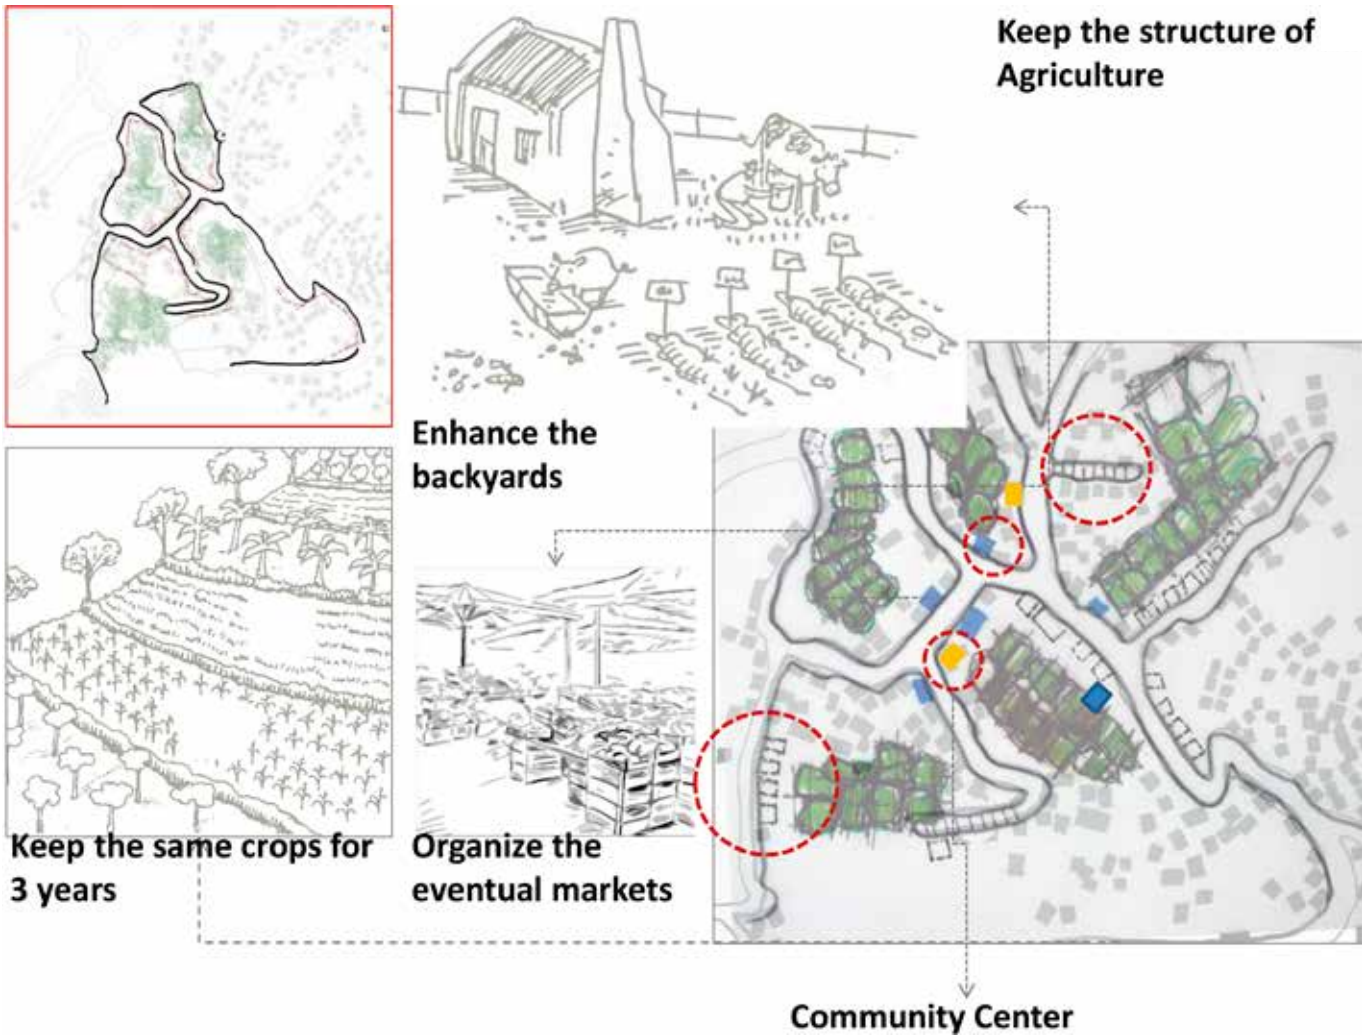 Keep the structure of
Agriculture
Enhance the
backyards
Keep the same crops for
3 years
Organize the
eventual markets
Community Center